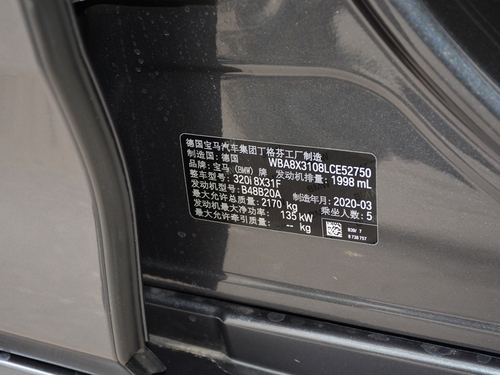 德国宝马汽车集团丁格芬工厂制造
制造国: 德国 WBA8X3108LCE52750
品牌: 宝马 (BMW) 牌 发动机排量: 1998 mL
整车型号: 320i 8X31F
发动机型号: B48B20A 制造年月: 2020-03
最大允许总质量: 2170 kg 乘坐人数: 5
最大净功率: 135 kW
最大允许牵引质量: -- kg
8 738 757